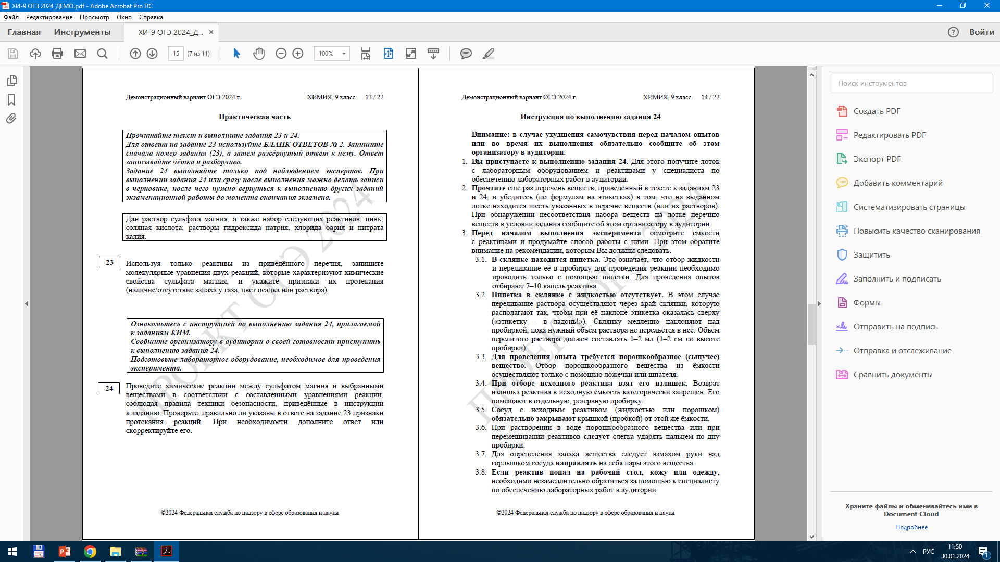 ХИ-9 ОГЭ 2024_ДЕМО.pdf - Adobe Acrobat Pro DC
Файл Редактирование Просмотр Окно Справка
Главная Инструменты ХИ-9 ОГЭ 2024_Д... × Войти
15 (7 из 11) 100%
Демонстрационный вариант ОГЭ 2024 г. ХИМИЯ, 9 класс. 13 / 22
Практическая часть
Прочитайте текст и выполните задания 23 и 24.
Для ответа на задание 23 используйте БЛАНК ОТВЕТОВ № 2. Запишите
сначала номер задания (23), а затем развёрнутый ответ к нему. Ответ
записывайте чётко и разборчиво.
Задание 24 выполняйте только под наблюдением экспертов. При
выполнении задания 24 или сразу после выполнения можно делать записи
в черновике, после чего нужно вернуться к выполнению других заданий
экзаменационной работы до момента окончания экзамена.
Дан раствор сульфата магния, а также набор следующих реактивов: цинк;
соляная кислота; растворы гидроксида натрия, хлорида бария и нитрата
калия.
23
Используя только реактивы из приведённого перечня, запишите
молекулярные уравнения двух реакций, которые характеризуют химические
свойства сульфата магния, и укажите признаки их протекания
(наличие/отсутствие запаха у газа, цвет осадка или раствора).
Ознакомьтесь с инструкцией по выполнению задания 24, прилагаемой
к заданиям КИМ.
Сообщите организатору в аудитории о своей готовности приступить
к выполнению задания 24.
Подготовьте лабораторное оборудование, необходимое для проведения
эксперимента.
24
Проведите химические реакции между сульфатом магния и выбранными
веществами в соответствии с составленными уравнениями реакции,
соблюдая правила техники безопасности, приведённые в инструкции
к заданию. Проверьте, правильно ли указаны в ответе на задание 23 признаки
протекания реакций. При необходимости дополните ответ или
скорректируйте его.
©2024 Федеральная служба по надзору в сфере образования и науки
ПРОЕКТ ОГЭ 2024
Демонстрационный вариант ОГЭ 2024 г. ХИМИЯ, 9 класс. 14 / 22
Инструкция по выполнению задания 24
Внимание: в случае ухудшения самочувствия перед началом опытов
или во время их выполнения обязательно сообщите об этом
организатору в аудитории.
1. Вы приступаете к выполнению задания 24. Для этого получите лоток
с лабораторным оборудованием и реактивами у специалиста по
обеспечению лабораторных работ в аудитории.
2. Прочтите ещё раз перечень веществ, приведённый в тексте к заданиям 23
и 24, и убедитесь (по формулам на этикетках) в том, что на выданном
лотке находится шесть указанных в перечне веществ (или их растворов).
При обнаружении несоответствия набора веществ на лотке перечню
веществ в условии задания сообщите об этом организатору в аудитории.
3. Перед началом выполнения эксперимента осмотрите ёмкости
с реактивами и продумайте способ работы с ними. При этом обратите
внимание на рекомендации, которым Вы должны следовать.
3.1. В склянке находится пипетка. Это означает, что отбор жидкости
и переливание её в пробирку для проведения реакции необходимо
проводить только с помощью пипетки. Для проведения опытов
отбирают 7–10 капель реактива.
3.2. Пипетка в склянке с жидкостью отсутствует. В этом случае
переливание раствора осуществляют через край склянки, которую
располагают так, чтобы при её наклоне этикетка оказалась сверху
(«этикетку – в ладонь!»). Склянку медленно наклоняют над
пробиркой, пока нужный объём раствора не перельётся в неё. Объём
перелитого раствора должен составлять 1–2 мл (1–2 см по высоте
пробирки).
3.3. Для проведения опыта требуется порошкообразное (сыпучее)
вещество. Отбор порошкообразного вещества из ёмкости
осуществляют только с помощью ложечки или шпателя.
3.4. При отборе исходного реактива взят его излишек. Возврат
излишка реактива в исходную ёмкость категорически запрещён. Его
помещают в отдельную, резервную пробирку.
3.5. Сосуд с исходным реактивом (жидкостью или порошком)
обязательно закрывают крышкой (пробкой) от этой же ёмкости.
3.6. При растворении в воде порошкообразного вещества или при
перемешивании реактивов следует слегка ударять пальцем по дну
пробирки.
3.7. Для определения запаха вещества следует взмахом руки над
горлышком сосуда направлять на себя пары этого вещества.
3.8. Если реактив попал на рабочий стол, кожу или одежду,
необходимо незамедлительно обратиться за помощью к специалисту
по обеспечению лабораторных работ в аудитории.
©2024 Федеральная служба по надзору в сфере образования и науки
ПРОЕКТ ОГЭ 2024
Поиск инструментов
Создать PDF
Редактировать PDF
Экспорт PDF
Добавить комментарий
Систематизировать страницы
Повысить качество сканирования
Защитить
Заполнить и подписать
Формы
Отправить на подпись
Отправка и отслеживание
Сравнить документы
Храните файлы и обменивайтесь ими в
Document Cloud
Подробнее
РУС
11:50
30.01.2024
1